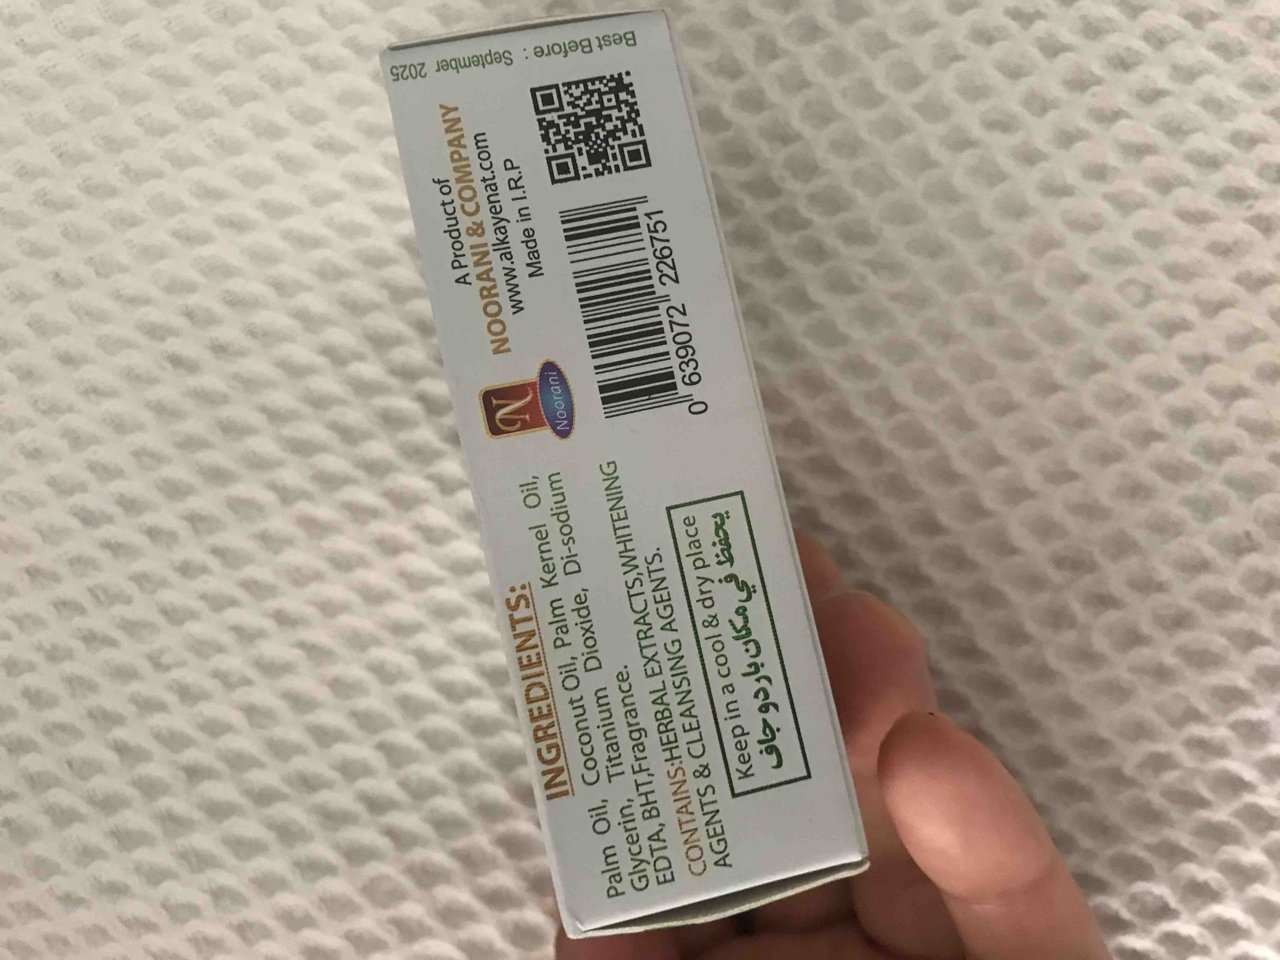 INGREDIENTS:
Palm Oil, Coconut Oil, Palm Kernel Oil,
Glycerin, Titanium Dioxide, Di-sodium
EDTA, BHT,Fragrance.
CONTAINS:HERBAL EXTRACTS,WHITENING
AGENTS & CLEANSING AGENTS.
Keep in a cool & dry place
يحفظ في مكان بارد و جاف
N
Noorani
A Product of
NOORANI & COMPANY
www.alkayenat.com
Made in I.R.P
0 639072 226751
Best Before : September 2025